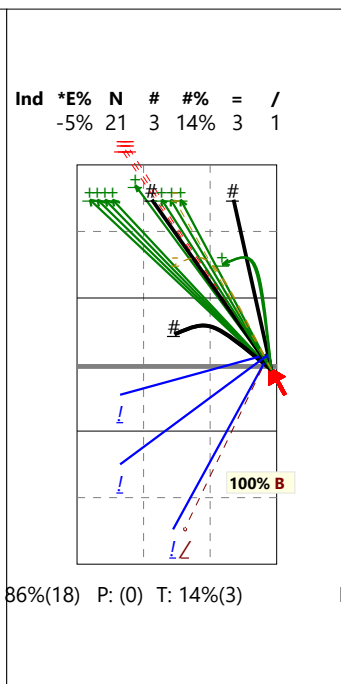 Ind *E% N # #% = /
-5% 21 3 14% 3 1
=
+
++++ # +++ #
-
+
#
!
!
100% B
! /
86%(18) P: (0) T: 14%(3)